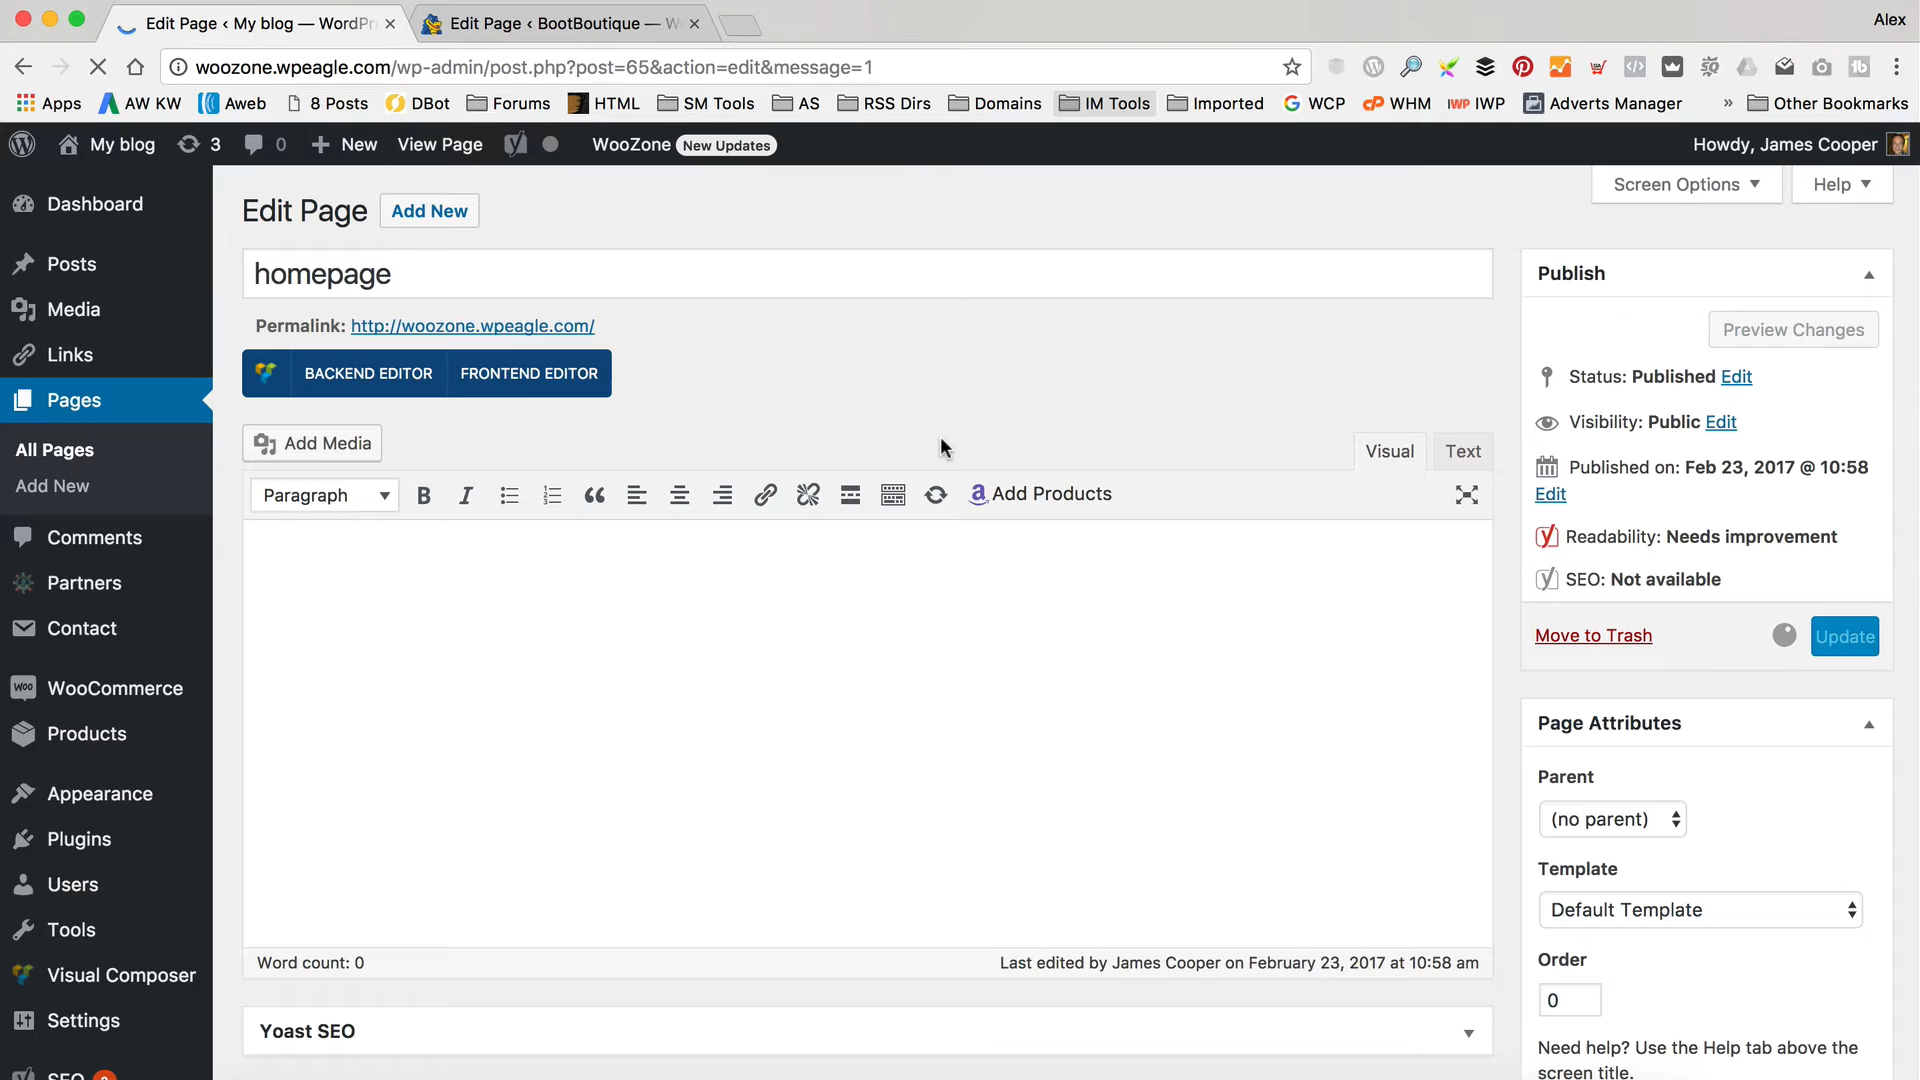 Edit Page ‹ My blog — WordPr
Edit Page ‹ BootBoutique — W
Alex
woozone.wpeagle.com/wp-admin/post.php?post=65&action=edit&message=1
Apps
AW KW
Aweb
8 Posts
DBot
Forums
HTML
SM Tools
AS
RSS Dirs
Domains
IM Tools
Imported
WCP
WHM
IWP
Adverts Manager
»
Other Bookmarks
My blog
3
0
New
View Page
WooZone
New Updates
Howdy, James Cooper
Screen Options
Help
Dashboard
Posts
Media
Links
Pages
All Pages
Add New
Comments
Partners
Contact
WooCommerce
Products
Appearance
Plugins
Users
Tools
Visual Composer
Settings
SEO
Edit Page
Add New
homepage
Permalink: http://woozone.wpeagle.com/
BACKEND EDITOR
FRONTEND EDITOR
Add Media
Visual
Text
Paragraph
Add Products
Word count: 0
Last edited by James Cooper on February 23, 2017 at 10:58 am
Yoast SEO
Publish
Preview Changes
Status: Published Edit
Visibility: Public Edit
Published on: Feb 23, 2017 @ 10:58
Edit
Readability: Needs improvement
SEO: Not available
Move to Trash
Update
Page Attributes
Parent
(no parent)
Template
Default Template
Order
0
Need help? Use the Help tab above the
screen title.